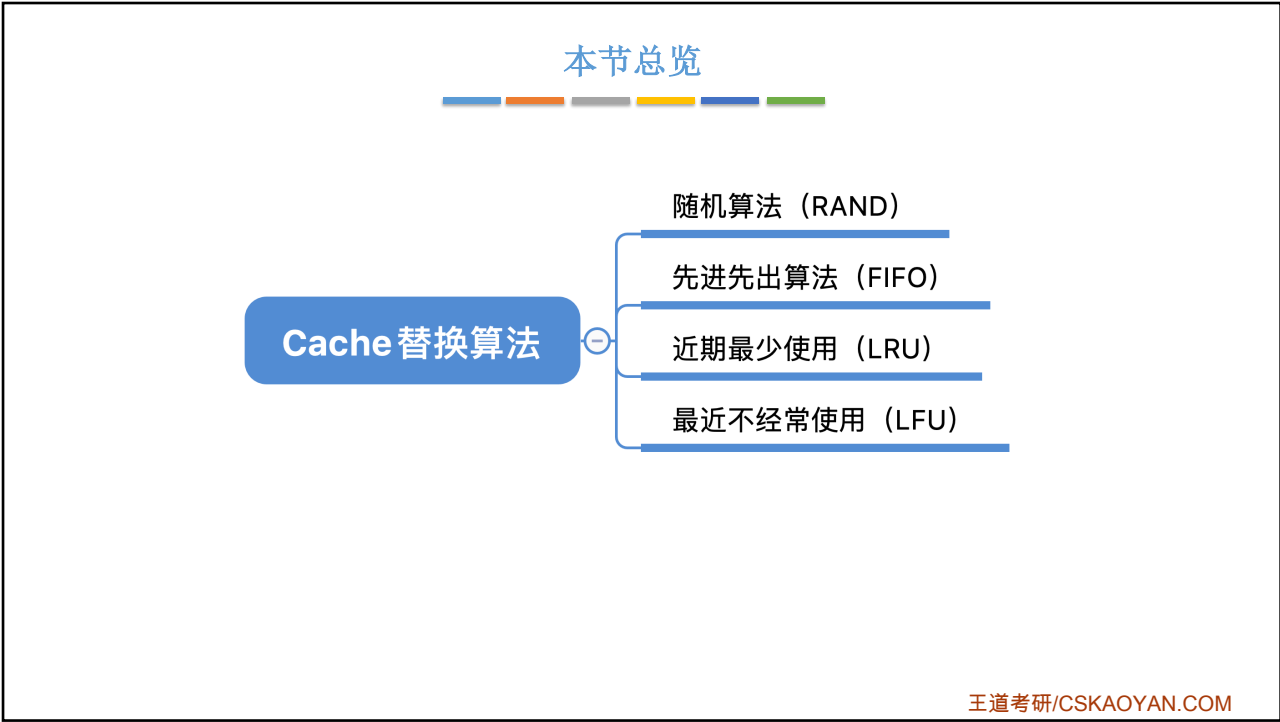 本节总览
随机算法（RAND）
先进先出算法（FIFO）
Cache替换算法
近期最少使用（LRU）
最近不经常使用（LFU）
王道考研/CSKAOYAN.COM